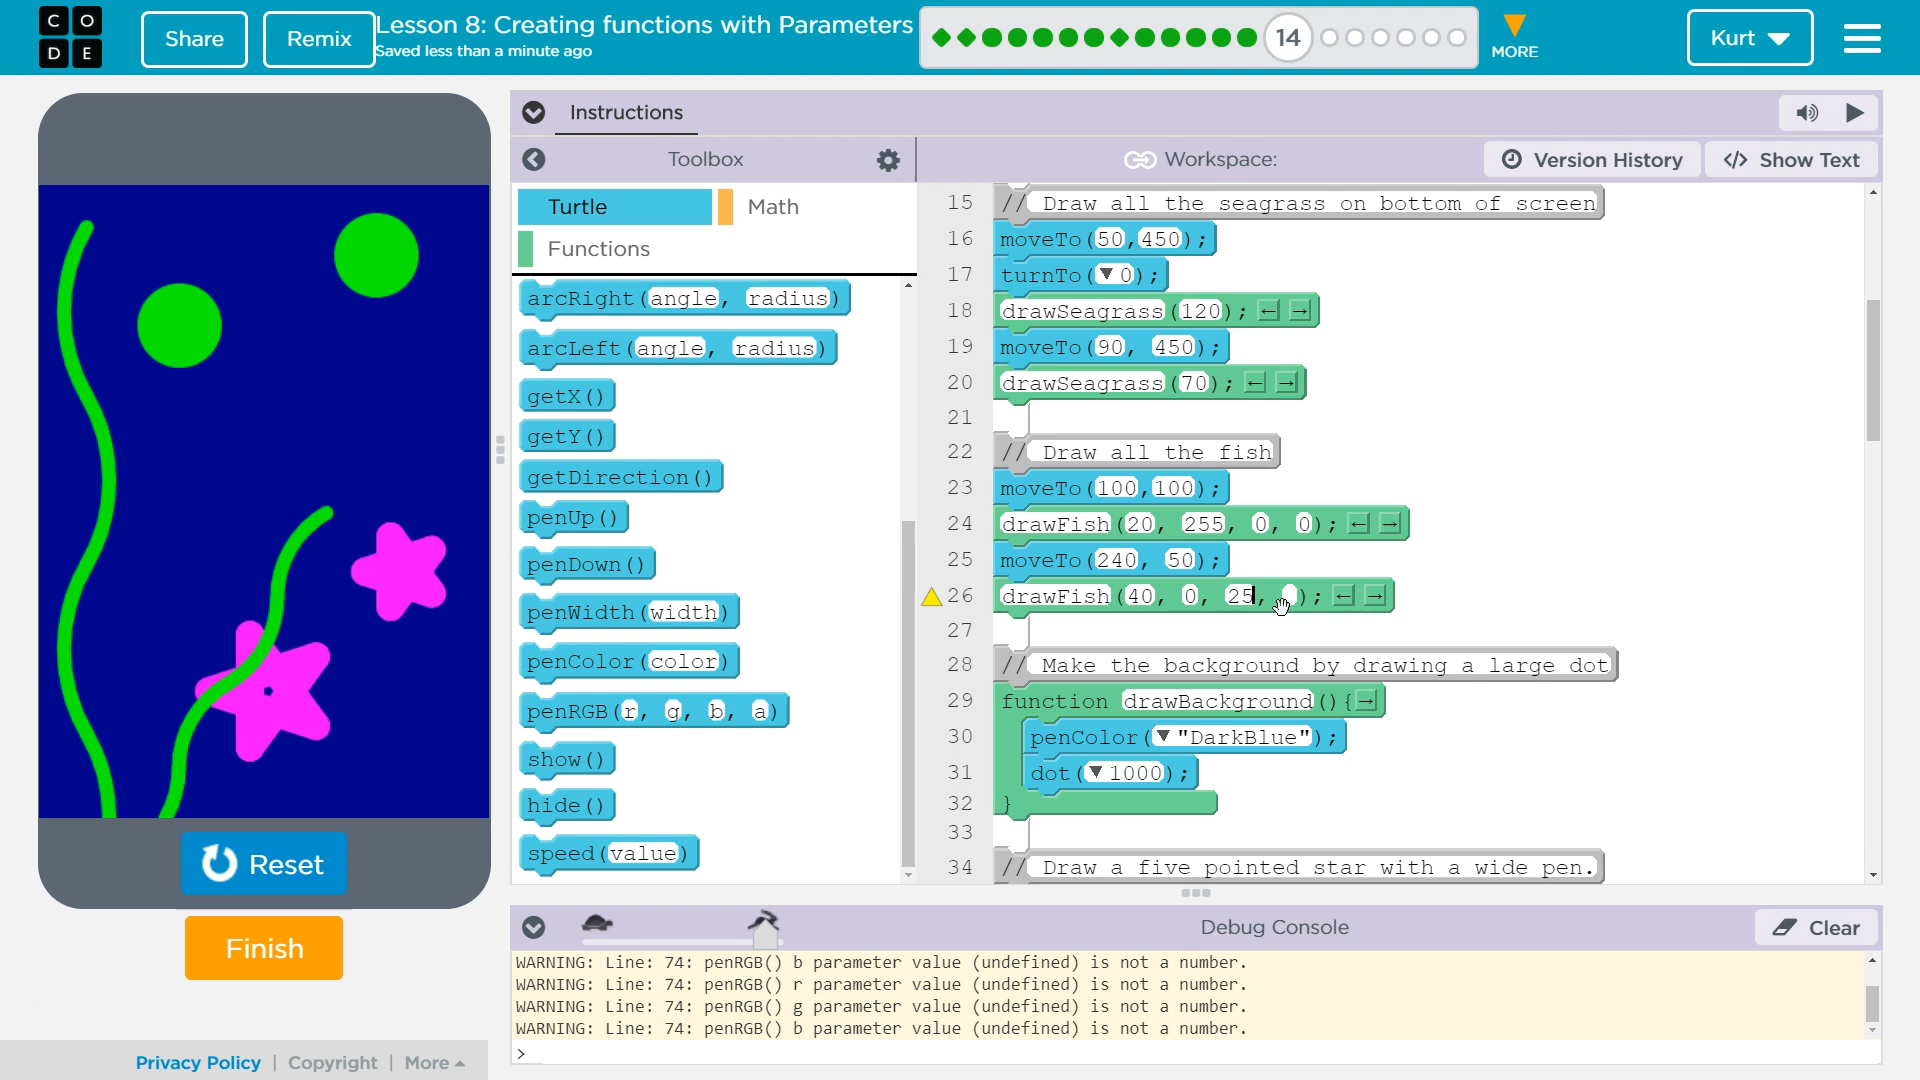 CODE
Share
Remix
Lesson 8: Creating functions with Parameters
Saved less than a minute ago
14
MORE
Kurt
Instructions
Toolbox
Workspace:
Version History
</> Show Text
Turtle
Math
Functions
arcRight(angle, radius)
arcLeft(angle, radius)
getX()
getY()
getDirection()
penUp()
penDown()
penWidth(width)
penColor(color)
penRGB(r, g, b, a)
show()
hide()
speed(value)
15 // Draw all the seagrass on bottom of screen
16 moveTo(50,450);
17 turnTo(▼ 0);
18 drawSeagrass(120); ← →
19 moveTo(90, 450);
20 drawSeagrass(70); ← →
21
22 // Draw all the fish
23 moveTo(100,100);
24 drawFish(20, 255, 0, 0); ← →
25 moveTo(240, 50);
26 drawFish(40, 0, 25, ); ← →
27
28 // Make the background by drawing a large dot
29 function drawBackground(){→
30 penColor(▼ "DarkBlue");
31 dot(▼ 1000);
32 }
33
34 // Draw a five pointed star with a wide pen.
Reset
Finish
Debug Console
Clear
WARNING: Line: 74: penRGB() b parameter value (undefined) is not a number.
WARNING: Line: 74: penRGB() r parameter value (undefined) is not a number.
WARNING: Line: 74: penRGB() g parameter value (undefined) is not a number.
WARNING: Line: 74: penRGB() b parameter value (undefined) is not a number.
>
Privacy Policy | Copyright | More